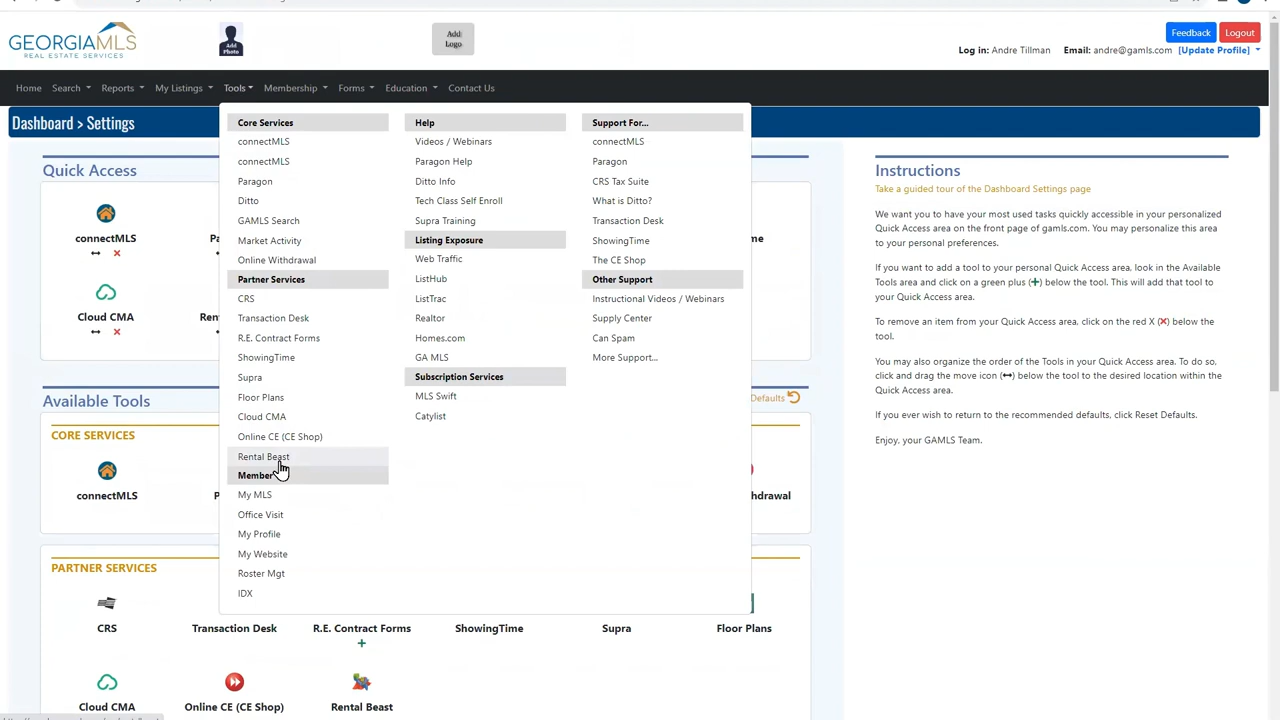 GEORGIAMLS
REAL ESTATE SERVICES
Add
Photo
Add
Logo
Feedback
Logout
Log in: Andre Tillman Email: andre@gamls.com [Update Profile]
Home Search Reports My Listings Tools Membership Forms Education Contact Us
Dashboard > Settings
Quick Access
connectMLS
Cloud CMA
Available Tools
Defaults
CORE SERVICES
connectMLS
hdrawal
PARTNER SERVICES
CRS
Transaction Desk
R.E. Contract Forms
ShowingTime
Supra
Floor Plans
Cloud CMA
Online CE (CE Shop)
Rental Beast
Core Services
connectMLS
connectMLS
Paragon
Ditto
GAMLS Search
Market Activity
Online Withdrawal
Partner Services
CRS
Transaction Desk
R.E. Contract Forms
ShowingTime
Supra
Floor Plans
Cloud CMA
Online CE (CE Shop)
Rental Beast
Member
My MLS
Office Visit
My Profile
My Website
Roster Mgt
IDX
Help
Videos / Webinars
Paragon Help
Ditto Info
Tech Class Self Enroll
Supra Training
Listing Exposure
Web Traffic
ListHub
ListTrac
Realtor
Homes.com
GA MLS
Subscription Services
MLS Swift
Catylist
Support For...
connectMLS
Paragon
CRS Tax Suite
What is Ditto?
Transaction Desk
ShowingTime
The CE Shop
Other Support
Instructional Videos / Webinars
Supply Center
Can Spam
More Support...
Instructions
Take a guided tour of the Dashboard Settings page
We want you to have your most used tasks quickly accessible in your personalized
Quick Access area on the front page of gamls.com. You may personalize this area
to your personal preferences.
If you want to add a tool to your personal Quick Access area, look in the Available
Tools area and click on a green plus (+) below the tool. This will add that tool to
your Quick Access area.
To remove an item from your Quick Access area, click on the red X (✕) below the
tool.
You may also organize the order of the Tools in your Quick Access area. To do so,
click and drag the move icon (↔) below the tool to the desired location within the
Quick Access area.
If you ever wish to return to the recommended defaults, click Reset Defaults.
Enjoy, your GAMLS Team.